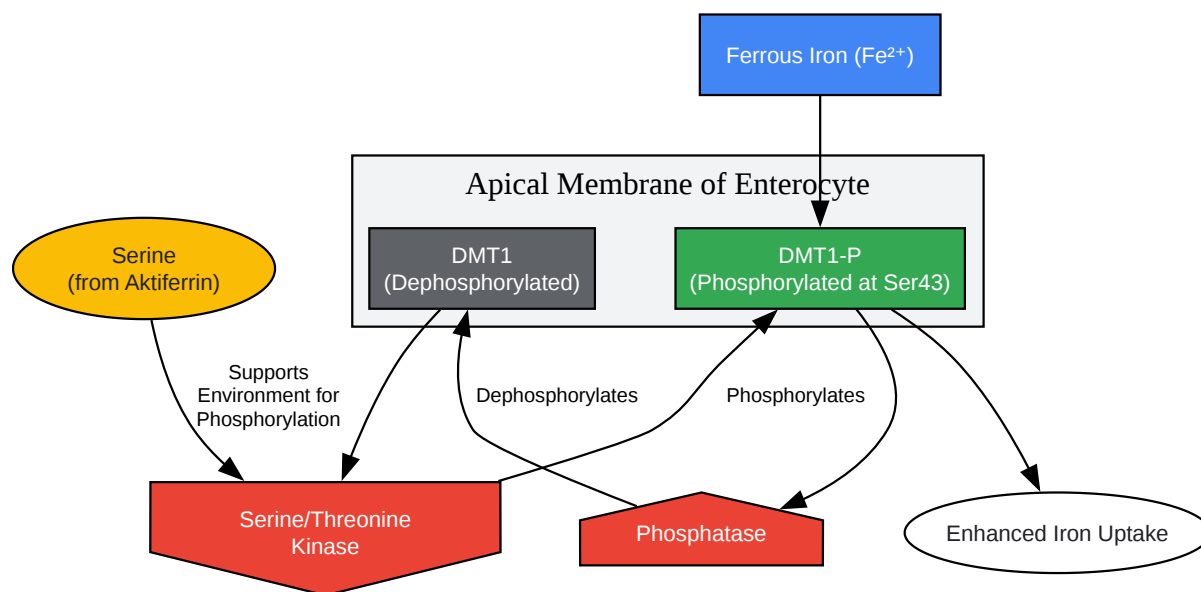 Ferrous Iron (Fe²⁺)
Apical Membrane of Enterocyte
Serine
(from Aktiferrin)
DMT1
(Dephosphorylated)
DMT1-P
(Phosphorylated at Ser43)
Supports
Environment for
Phosphorylation
Dephosphorylates
Phosphorylates
Serine/Threonine
Kinase
Phosphatase
Enhanced Iron Uptake